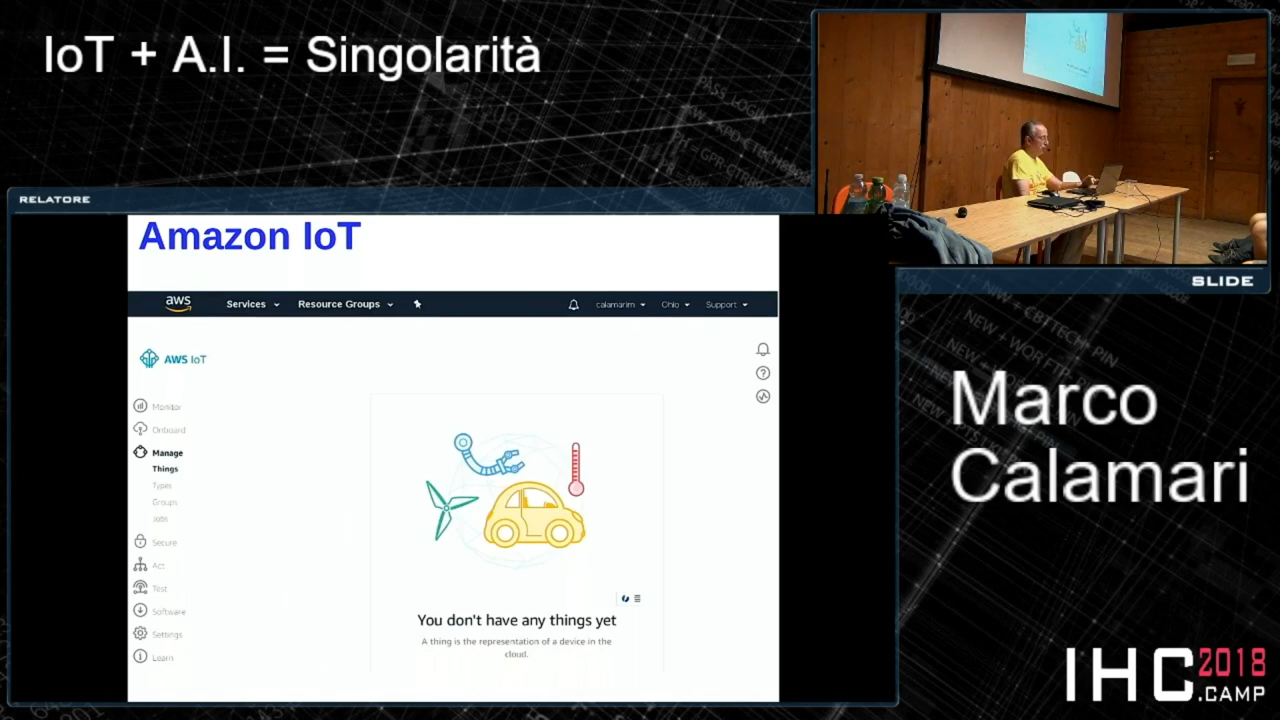 IoT + A.I. = Singolarità
RELATORE
Amazon IoT
aws Services Resource Groups calamarim Ohio Support
AWS IoT
Monitor
Onboard
Manage
Things
Types
Groups
Jobs
Secure
Act
Test
Software
Settings
Learn
You don't have any things yet
A thing is the representation of a device in the
cloud.
SLIDE
Marco
Calamari
IHC 2018
.CAMP